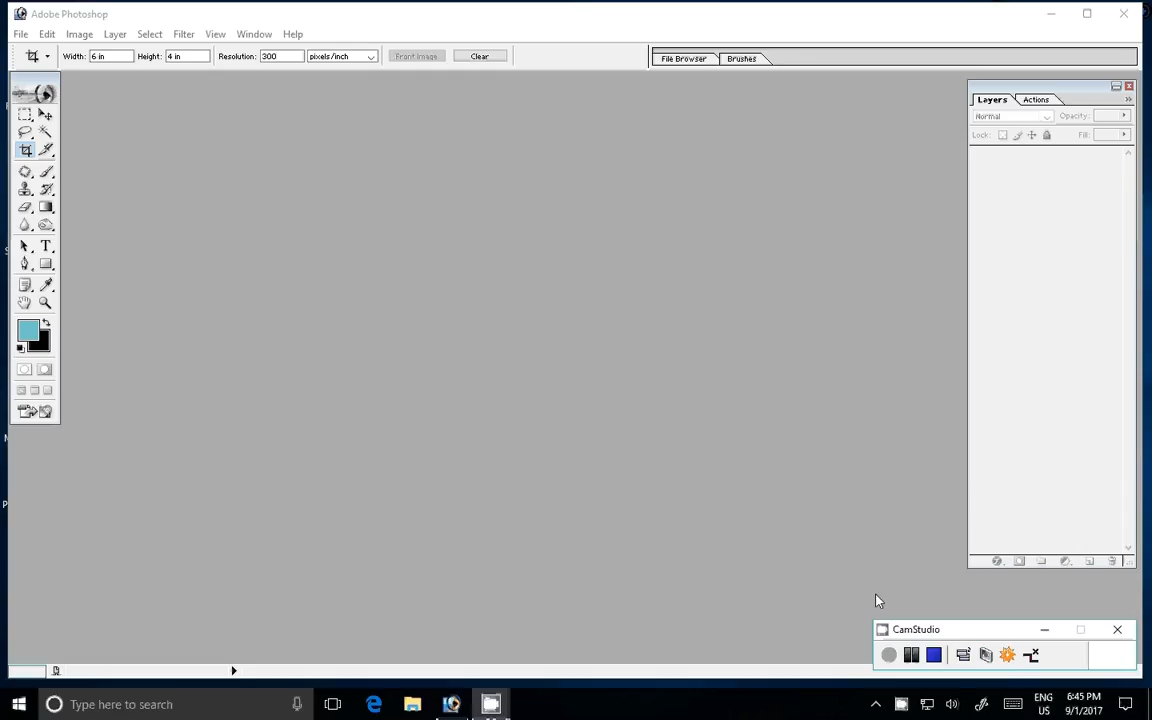 Adobe Photoshop
File Edit Image Layer Select Filter View Window Help
Width: 6 in Height: 4 in Resolution: 300 pixels/inch Front Image Clear
File Browser Brushes
Layers Actions
Normal Opacity:
Lock: Fill:
T
CamStudio
Type here to search
ENG
US
6:45 PM
9/1/2017